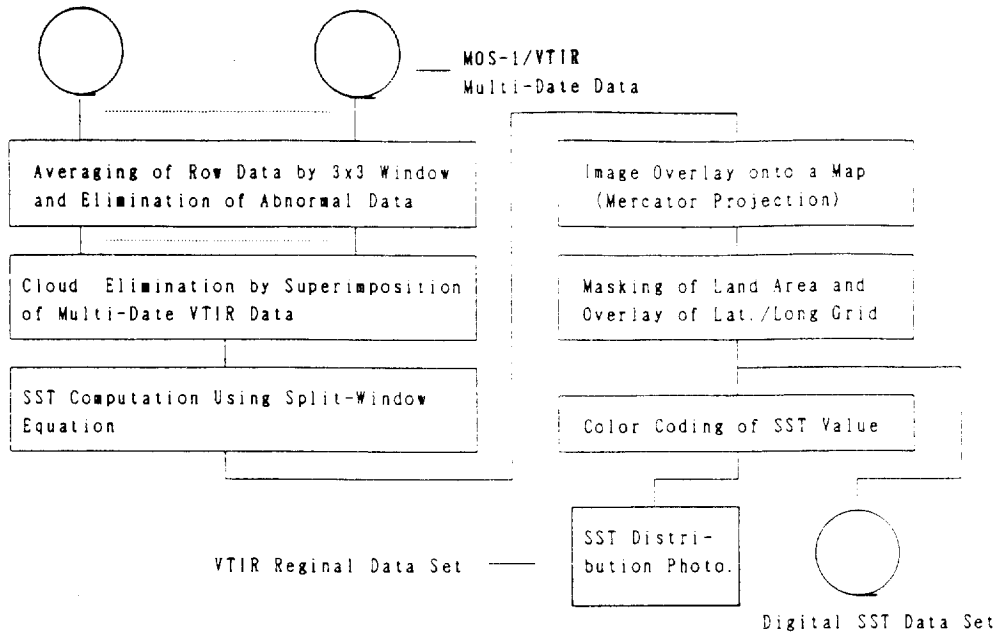 MOS-1/VTIR
Multi-Date Data
Averaging of Row Data by 3x3 Window
and Elimination of Abnormal Data
Cloud Elimination by Superimposition
of Multi-Date VTIR Data
SST Computation Using Split-Window
Equation
Image Overlay onto a Map
(Mercator Projection)
Masking of Land Area and
Overlay of Lat./Long Grid
Color Coding of SST Value
SST Distri-
bution Photo.
VTIR Reginal Data Set
Digital SST Data Set